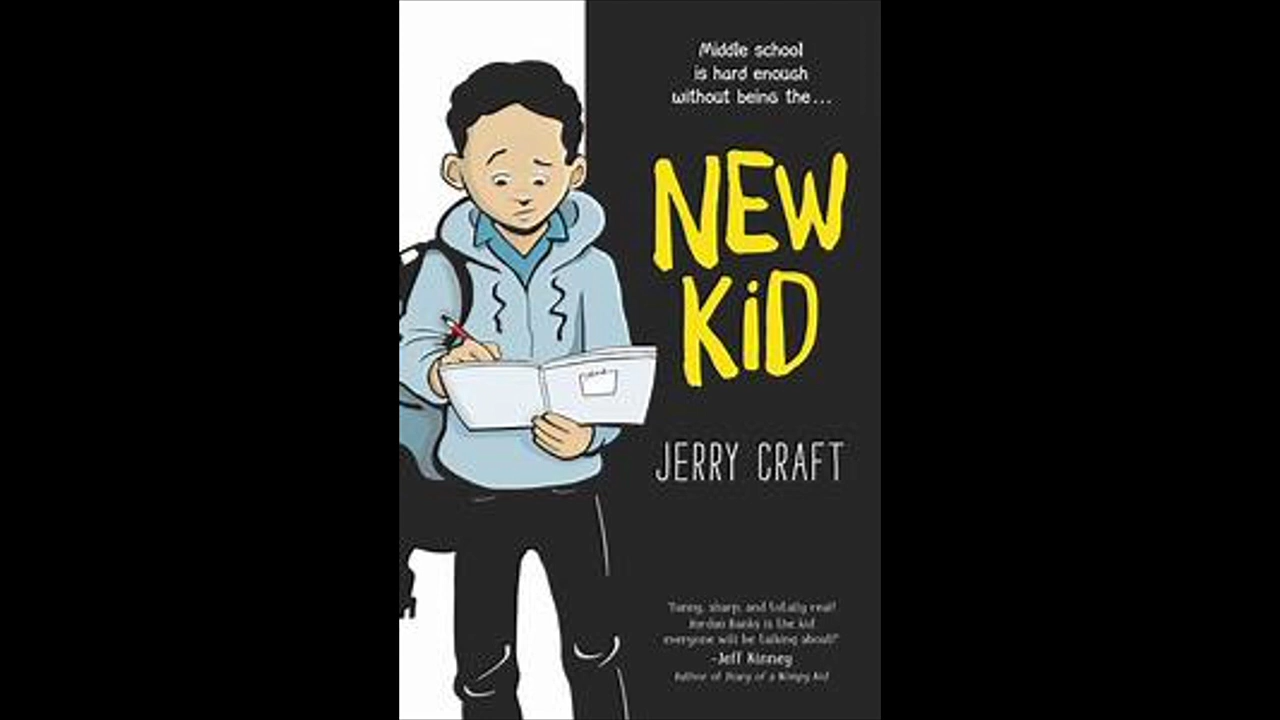 Middle school
is hard enough
without being the...
NEW
KiD
JERRY CRAFT
"Funny, sharp, and totally real!
Jordan Banks is the kid
everyone will be talking about!"
-Jeff Kinney
Author of Diary of a Wimpy Kid